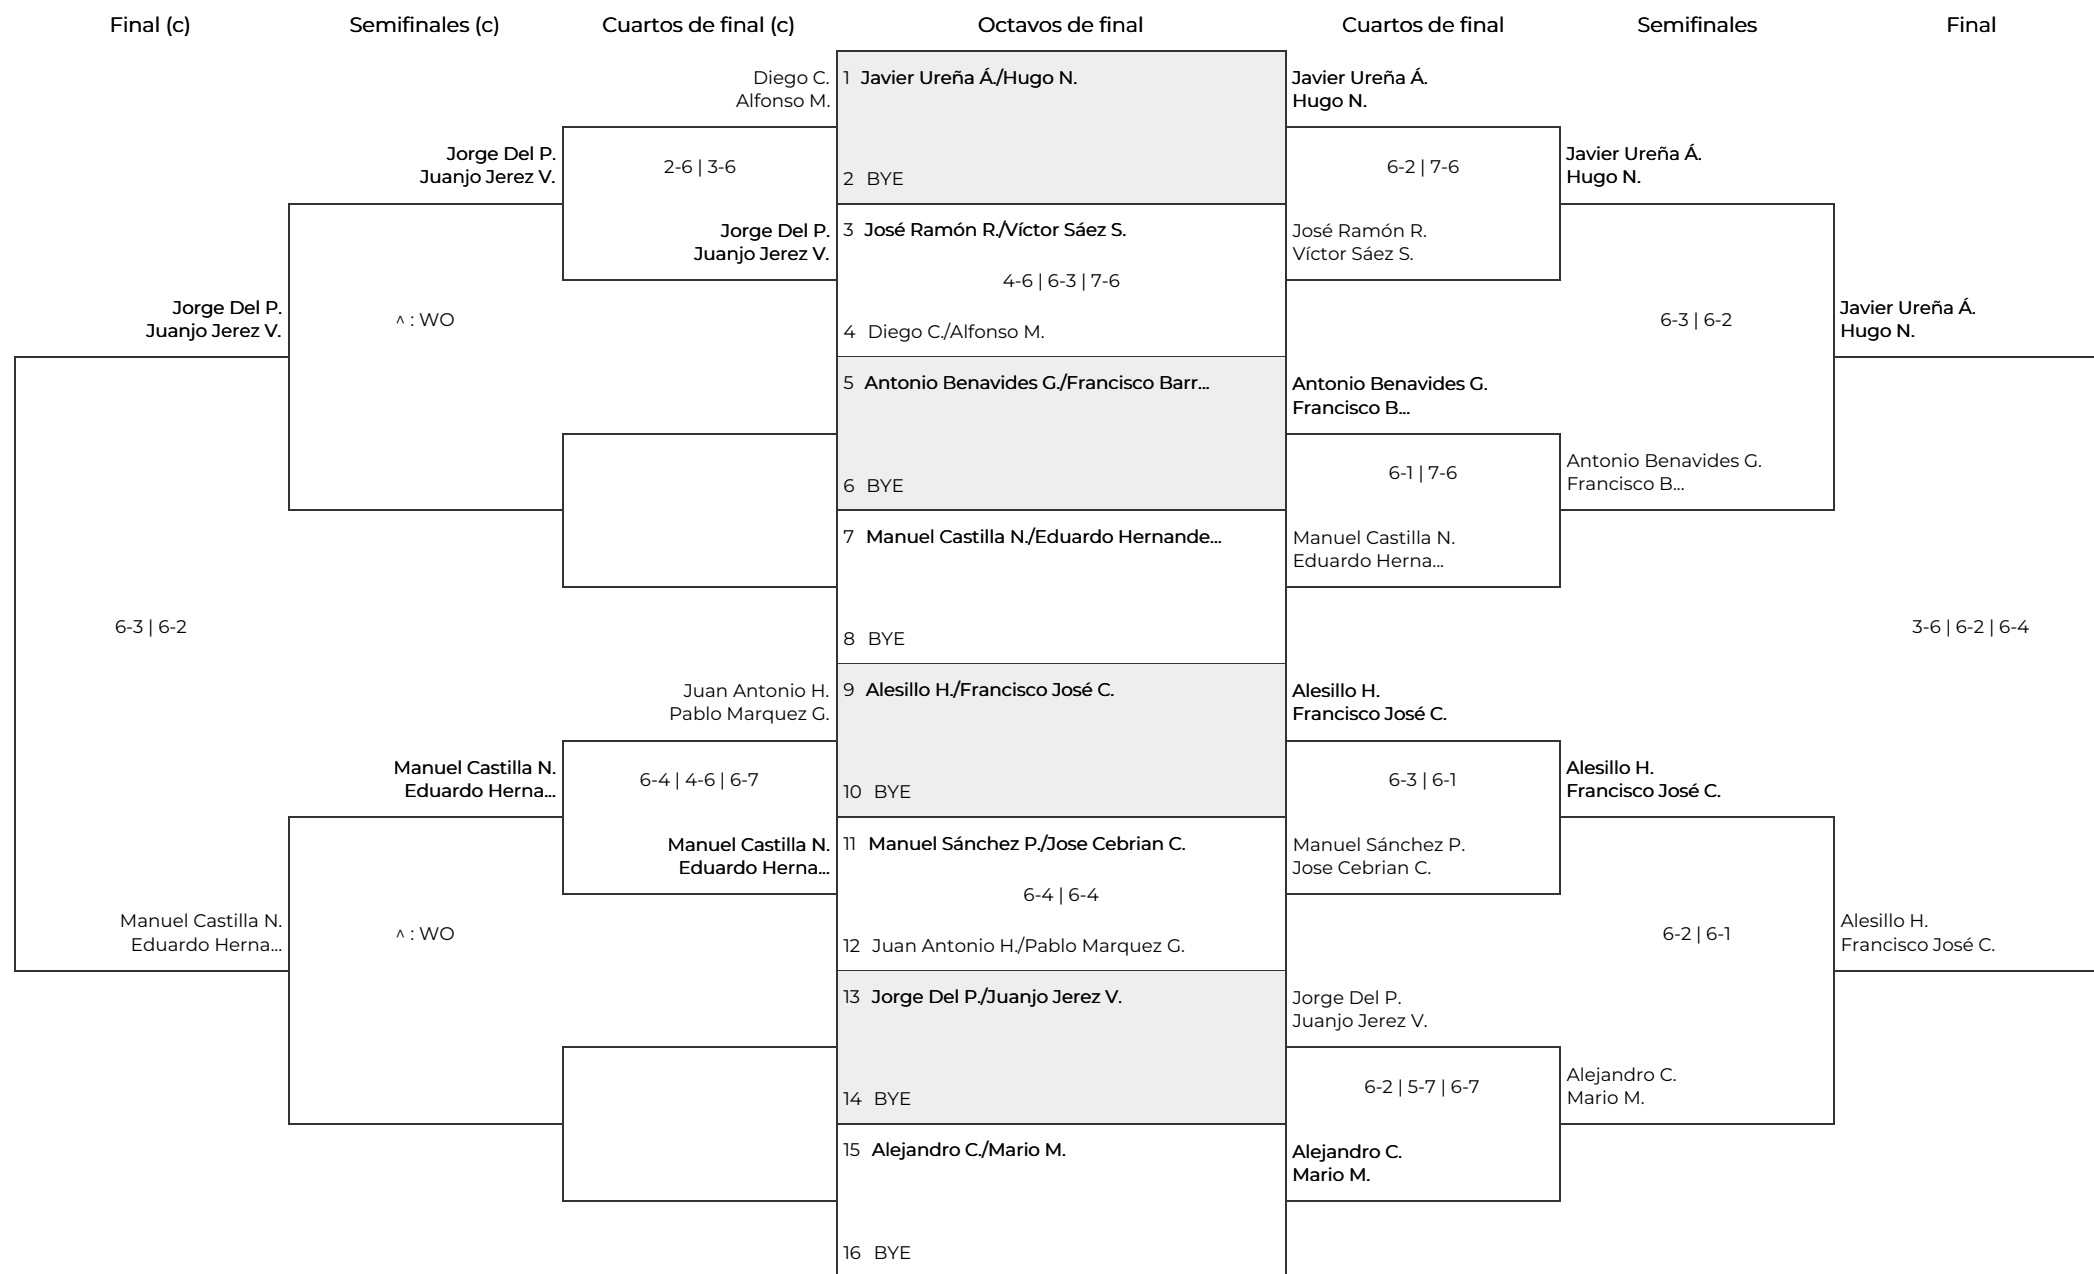 Final (c)
Semifinales (c)
Cuartos de final (c)
Octavos de final
Cuartos de final
Semifinales
Final
Jorge Del P.
Juanjo Jerez V.
6-3 | 6-2
Manuel Castilla N.
Eduardo Herna...
Jorge Del P.
Juanjo Jerez V.
^ : WO
Manuel Castilla N.
Eduardo Herna...
^ : WO
Diego C.
Alfonso M.
2-6 | 3-6
Jorge Del P.
Juanjo Jerez V.
Juan Antonio H.
Pablo Marquez G.
6-4 | 4-6 | 6-7
Manuel Castilla N.
Eduardo Herna...
1 Javier Ureña Á./Hugo N.
2 BYE
3 José Ramón R./Víctor Sáez S.
4-6 | 6-3 | 7-6
4 Diego C./Alfonso M.
5 Antonio Benavides G./Francisco Barr...
6 BYE
7 Manuel Castilla N./Eduardo Hernande...
8 BYE
9 Alesillo H./Francisco José C.
10 BYE
11 Manuel Sánchez P./Jose Cebrian C.
6-4 | 6-4
12 Juan Antonio H./Pablo Marquez G.
13 Jorge Del P./Juanjo Jerez V.
14 BYE
15 Alejandro C./Mario M.
16 BYE
Javier Ureña Á.
Hugo N.
6-2 | 7-6
José Ramón R.
Víctor Sáez S.
Antonio Benavides G.
Francisco B...
6-1 | 7-6
Manuel Castilla N.
Eduardo Herna...
Alesillo H.
Francisco José C.
6-3 | 6-1
Manuel Sánchez P.
Jose Cebrian C.
Jorge Del P.
Juanjo Jerez V.
6-2 | 5-7 | 6-7
Alejandro C.
Mario M.
Javier Ureña Á.
Hugo N.
6-3 | 6-2
Antonio Benavides G.
Francisco B...
Alesillo H.
Francisco José C.
6-2 | 6-1
Alejandro C.
Mario M.
Javier Ureña Á.
Hugo N.
3-6 | 6-2 | 6-4
Alesillo H.
Francisco José C.